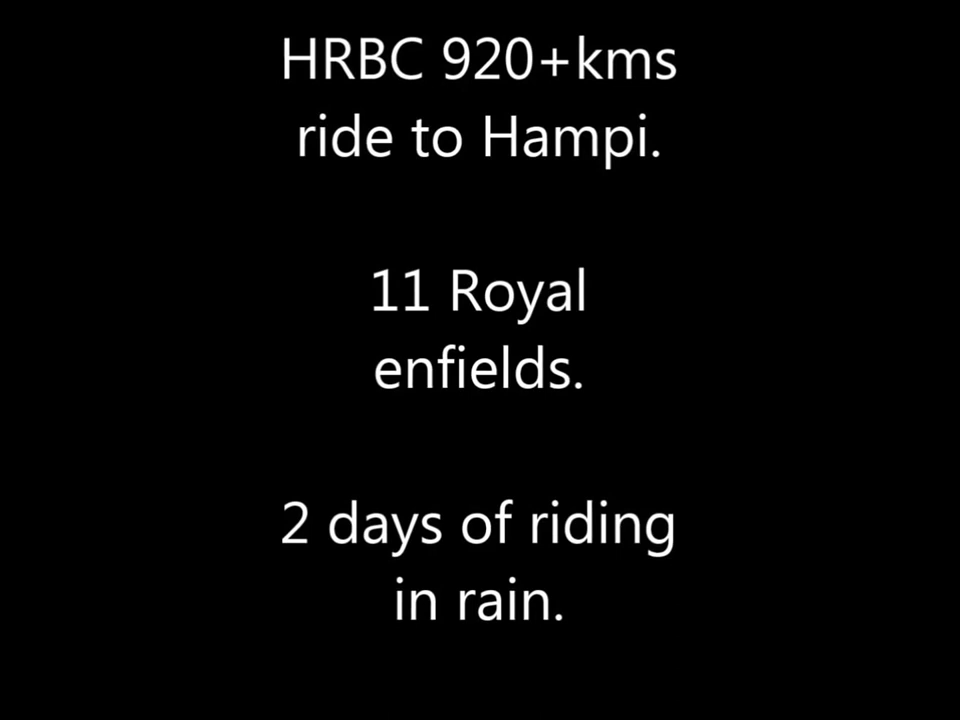 HRBC 920+kms
ride to Hampi.
11 Royal
enfields.
2 days of riding
in rain.